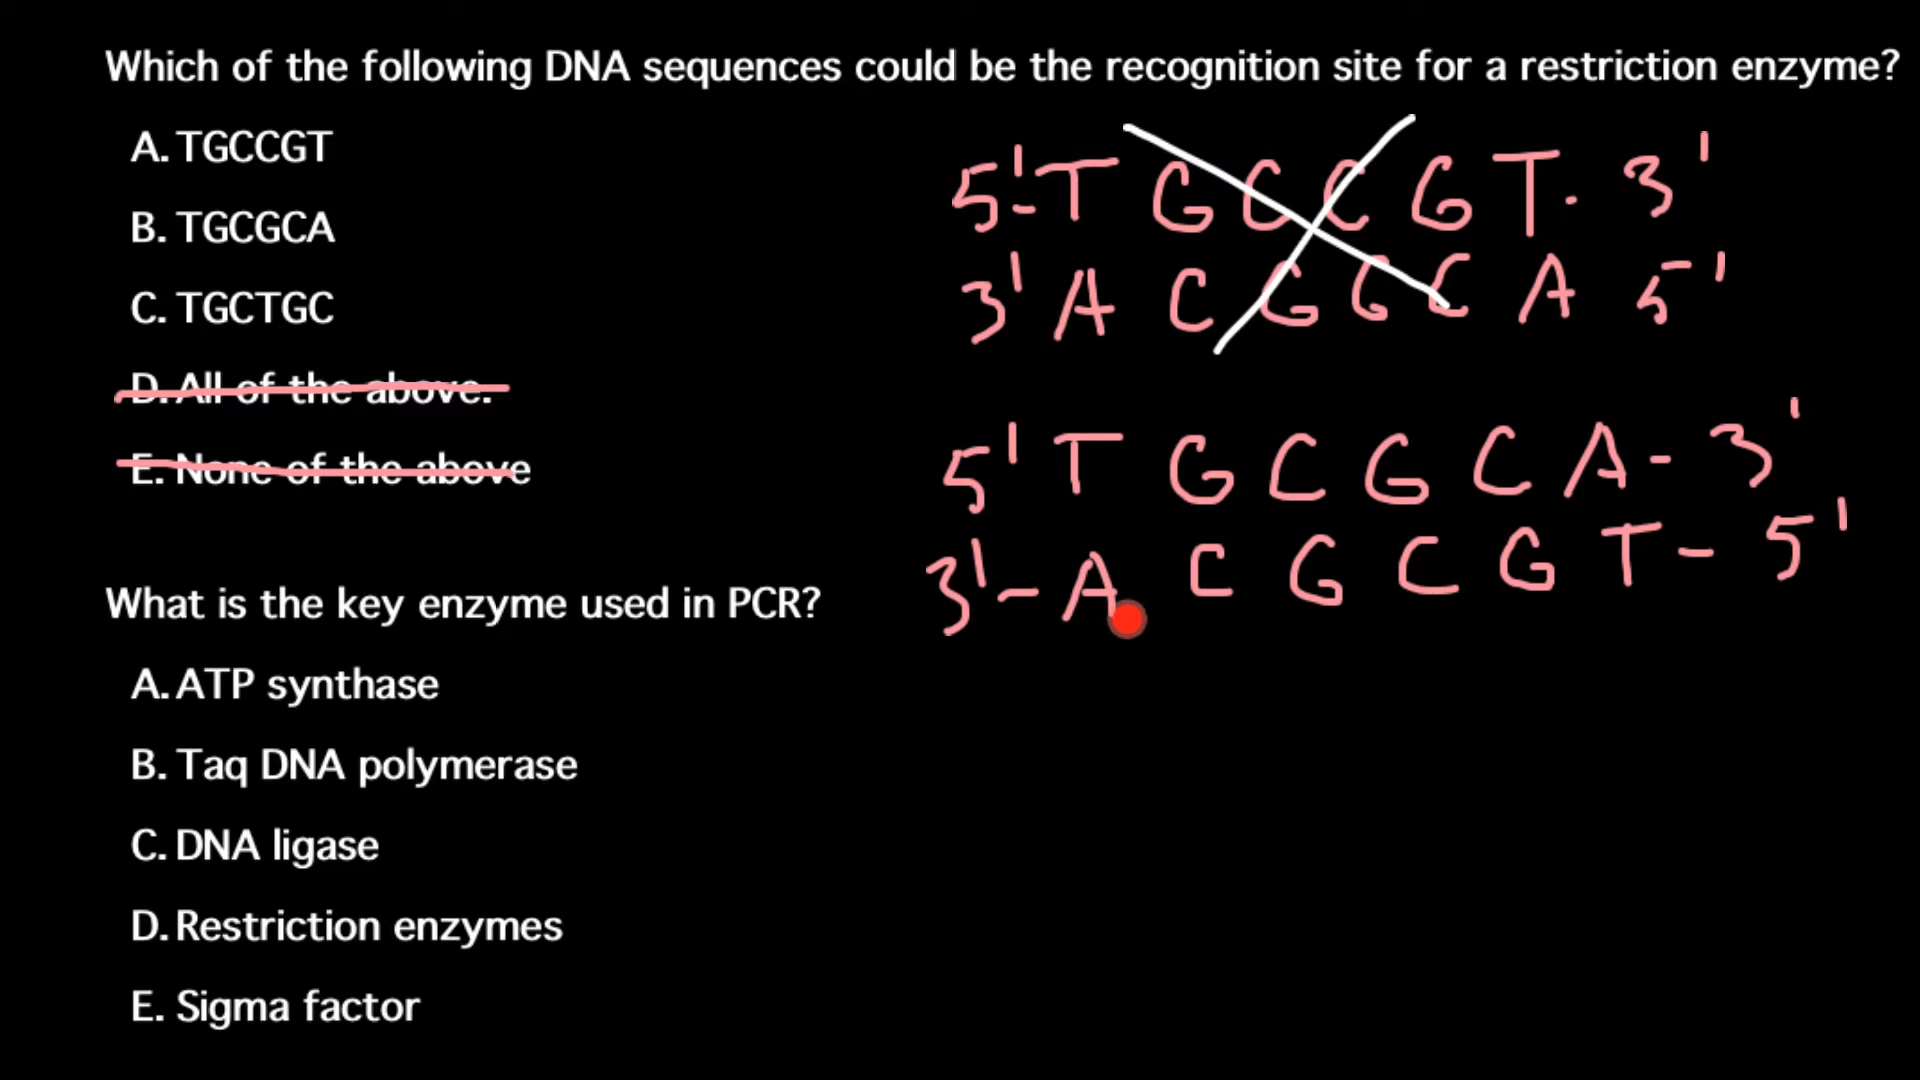 Which of the following DNA sequences could be the recognition site for a restriction enzyme?
A. TGCCGT
B. TGCGCA
C. TGCTGC
D. All of the above.
E. None of the above
5'-T G C C G T - 3'
3' A C G G C A 5'
5' T G C G C A - 3'
3' - A C G C G T - 5'
What is the key enzyme used in PCR?
A. ATP synthase
B. Taq DNA polymerase
C. DNA ligase
D. Restriction enzymes
E. Sigma factor